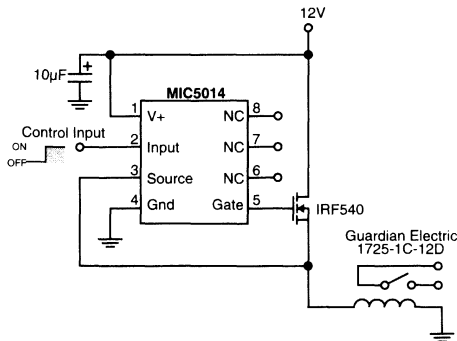 12V
10µF
+
MIC5014
1 V+ NC 8
Control Input
ON
OFF
2 Input NC 7
3 Source NC 6
4 Gnd Gate 5
IRF540
Guardian Electric
1725-1C-12D